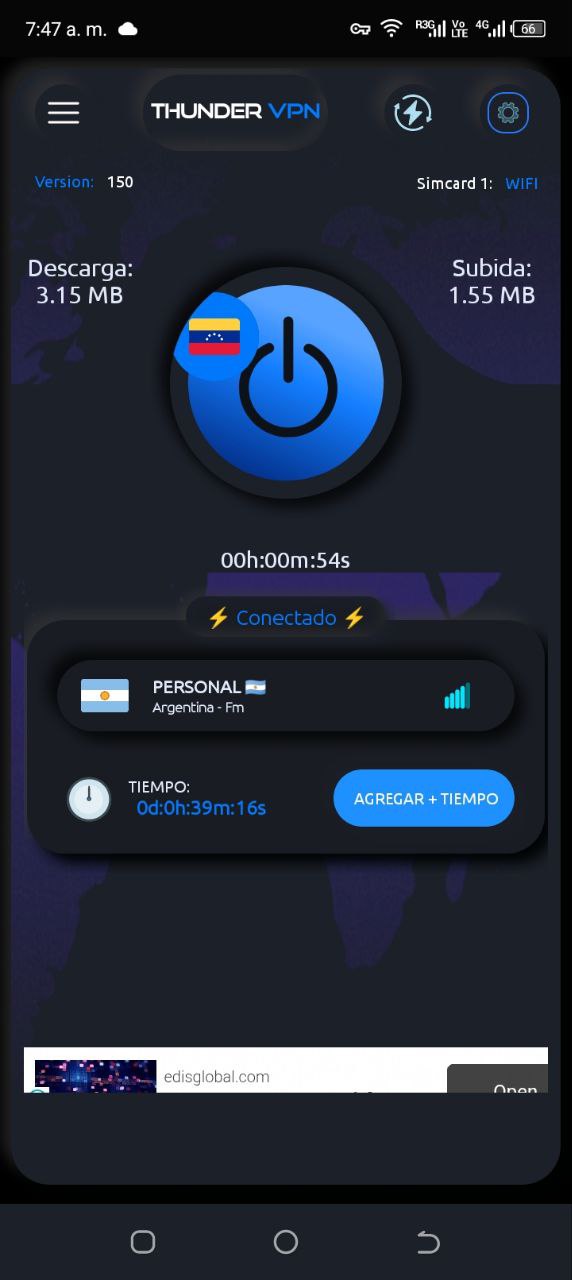 7:47 a. m.
R3G Vo LTE 4G 66
THUNDER VPN
Version: 150
Simcard 1: WIFI
Descarga:
3.15 MB
Subida:
1.55 MB
00h:00m:54s
⚡ Conectado ⚡
PERSONAL 🇦🇷
Argentina - Fm
TIEMPO:
0d:0h:39m:16s
AGREGAR + TIEMPO
edisglobal.com
Open